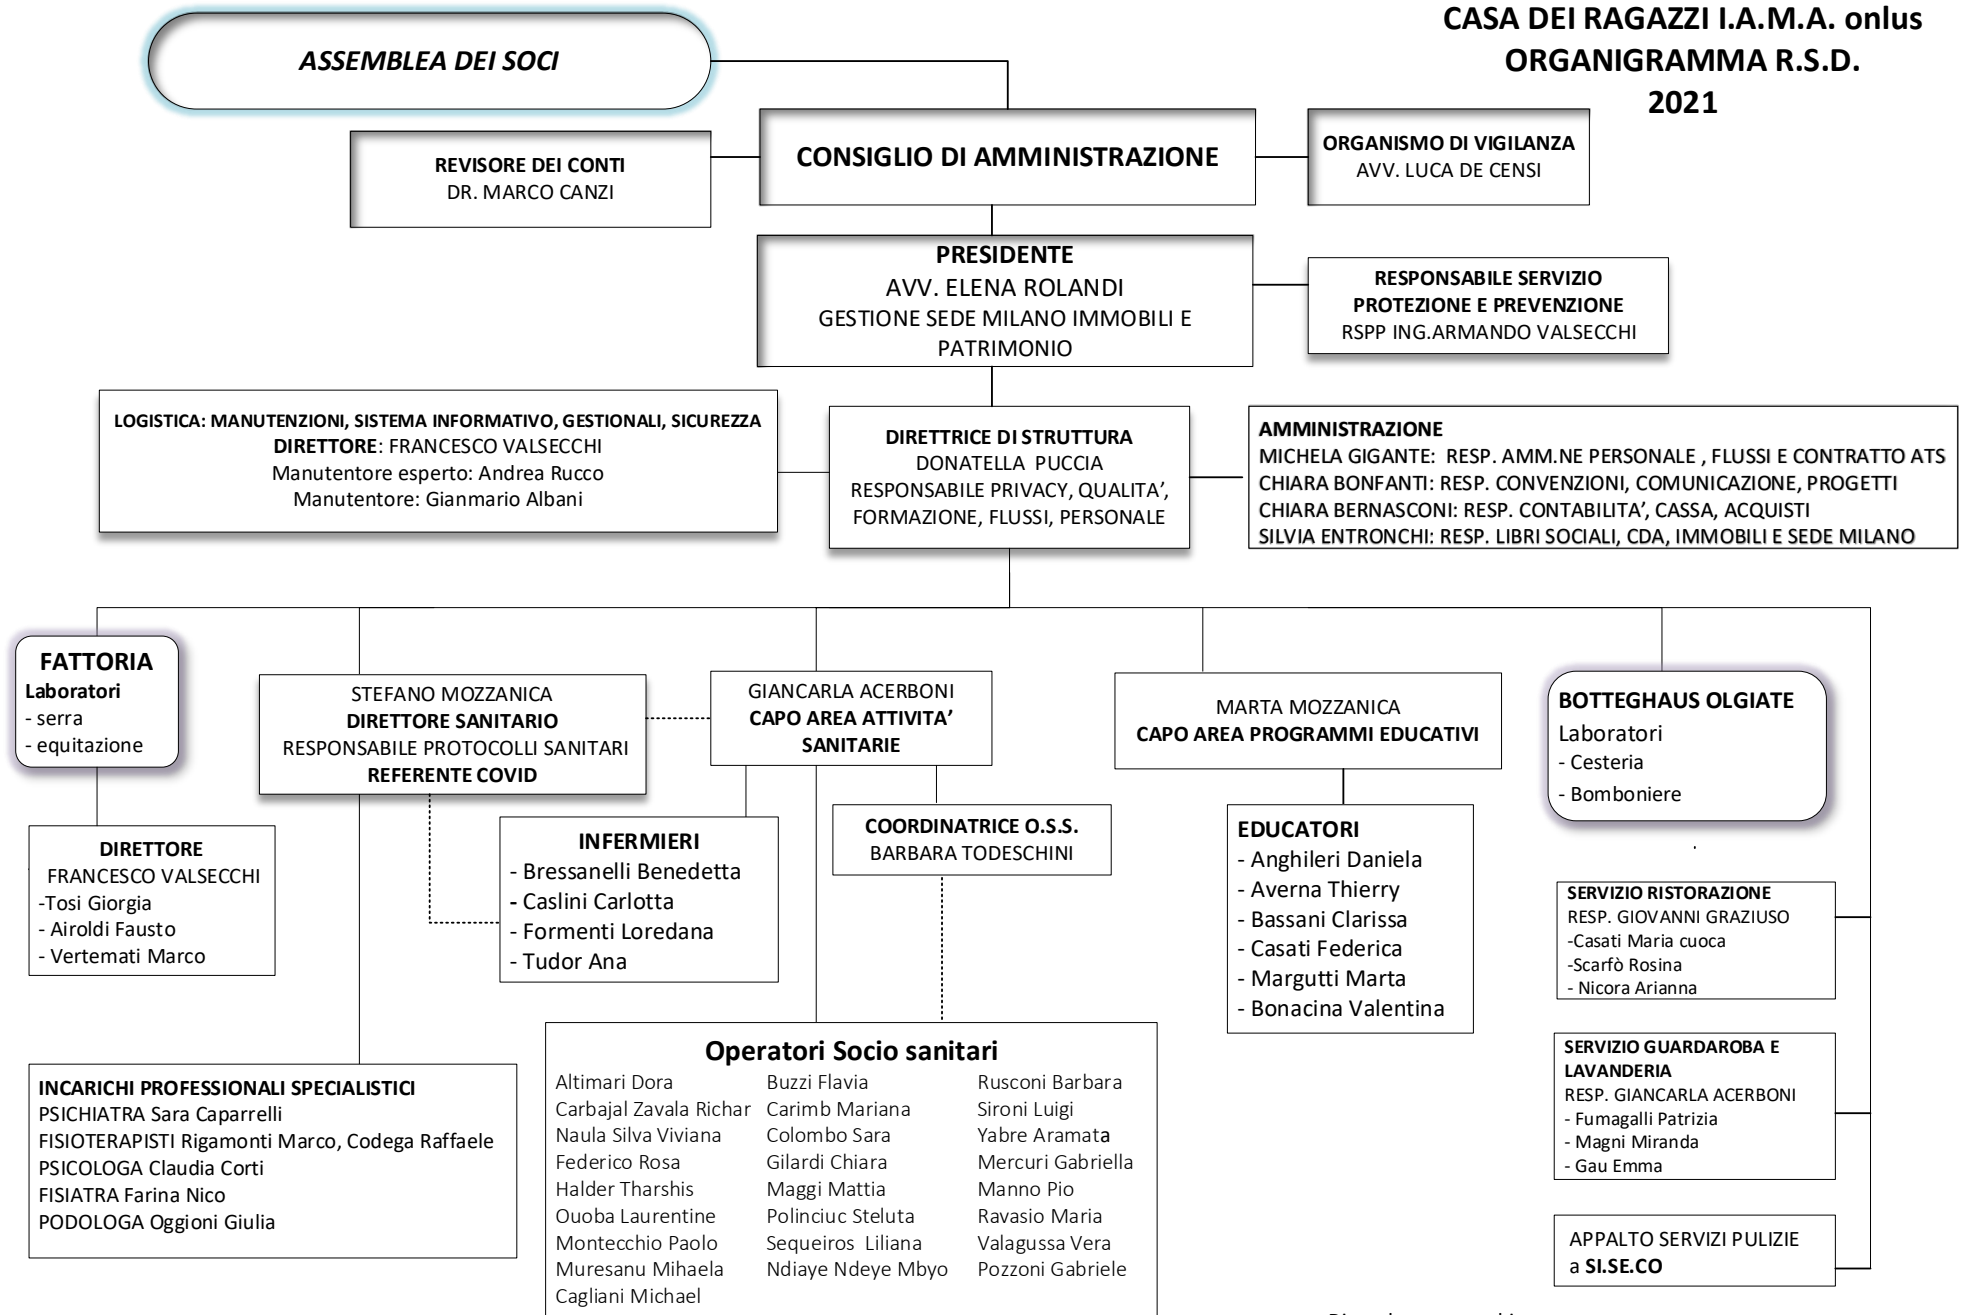 CASA DEI RAGAZZI I.A.M.A. onlus
ORGANIGRAMMA R.S.D.
2021
ASSEMBLEA DEI SOCI
CONSIGLIO DI AMMINISTRAZIONE
REVISORE DEI CONTI
DR. MARCO CANZI
ORGANISMO DI VIGILANZA
AVV. LUCA DE CENSI
PRESIDENTE
AVV. ELENA ROLANDI
GESTIONE SEDE MILANO IMMOBILI E
PATRIMONIO
RESPONSABILE SERVIZIO
PROTEZIONE E PREVENZIONE
RSPP ING.ARMANDO VALSECCHI
LOGISTICA: MANUTENZIONI, SISTEMA INFORMATIVO, GESTIONALI, SICUREZZA
DIRETTORE: FRANCESCO VALSECCHI
Manutentore esperto: Andrea Rucco
Manutentore: Gianmario Albani
DIRETTRICE DI STRUTTURA
DONATELLA PUCCIA
RESPONSABILE PRIVACY, QUALITA’,
FORMAZIONE, FLUSSI, PERSONALE
AMMINISTRAZIONE
MICHELA GIGANTE: RESP. AMM.NE PERSONALE , FLUSSI E CONTRATTO ATS
CHIARA BONFANTI: RESP. CONVENZIONI, COMUNICAZIONE, PROGETTI
CHIARA BERNASCONI: RESP. CONTABILITA’, CASSA, ACQUISTI
SILVIA ENTRONCHI: RESP. LIBRI SOCIALI, CDA, IMMOBILI E SEDE MILANO
FATTORIA
Laboratori
- serra
- equitazione
STEFANO MOZZANICA
DIRETTORE SANITARIO
RESPONSABILE PROTOCOLLI SANITARI
REFERENTE COVID
GIANCARLA ACERBONI
CAPO AREA ATTIVITA’
SANITARIE
MARTA MOZZANICA
CAPO AREA PROGRAMMI EDUCATIVI
BOTTEGHAUS OLGIATE
Laboratori
- Cesteria
- Bomboniere
DIRETTORE
FRANCESCO VALSECCHI
-Tosi Giorgia
- Airoldi Fausto
- Vertemati Marco
INFERMIERI
- Bressanelli Benedetta
- Caslini Carlotta
- Formenti Loredana
- Tudor Ana
COORDINATRICE O.S.S.
BARBARA TODESCHINI
EDUCATORI
- Anghileri Daniela
- Averna Thierry
- Bassani Clarissa
- Casati Federica
- Margutti Marta
- Bonacina Valentina
SERVIZIO RISTORAZIONE
RESP. GIOVANNI GRAZIUSO
-Casati Maria cuoca
-Scarfò Rosina
- Nicora Arianna
INCARICHI PROFESSIONALI SPECIALISTICI
PSICHIATRA Sara Caparrelli
FISIOTERAPISTI Rigamonti Marco, Codega Raffaele
PSICOLOGA Claudia Corti
FISIATRA Farina Nico
PODOLOGA Oggioni Giulia
Operatori Socio sanitari
Altimari Dora Buzzi Flavia Rusconi Barbara
Carbajal Zavala Richar Carimb Mariana Sironi Luigi
Naula Silva Viviana Colombo Sara Yabre Aramata
Federico Rosa Gilardi Chiara Mercuri Gabriella
Halder Tharshis Maggi Mattia Manno Pio
Ouoba Laurentine Polinciuc Steluta Ravasio Maria
Montecchio Paolo Sequeiros Liliana Valagussa Vera
Muresanu Mihaela Ndiaye Ndeye Mbyo Pozzoni Gabriele
Cagliani Michael
SERVIZIO GUARDAROBA E
LAVANDERIA
RESP. GIANCARLA ACERBONI
- Fumagalli Patrizia
- Magni Miranda
- Gau Emma
APPALTO SERVIZI PULIZIE
a SI.SE.CO